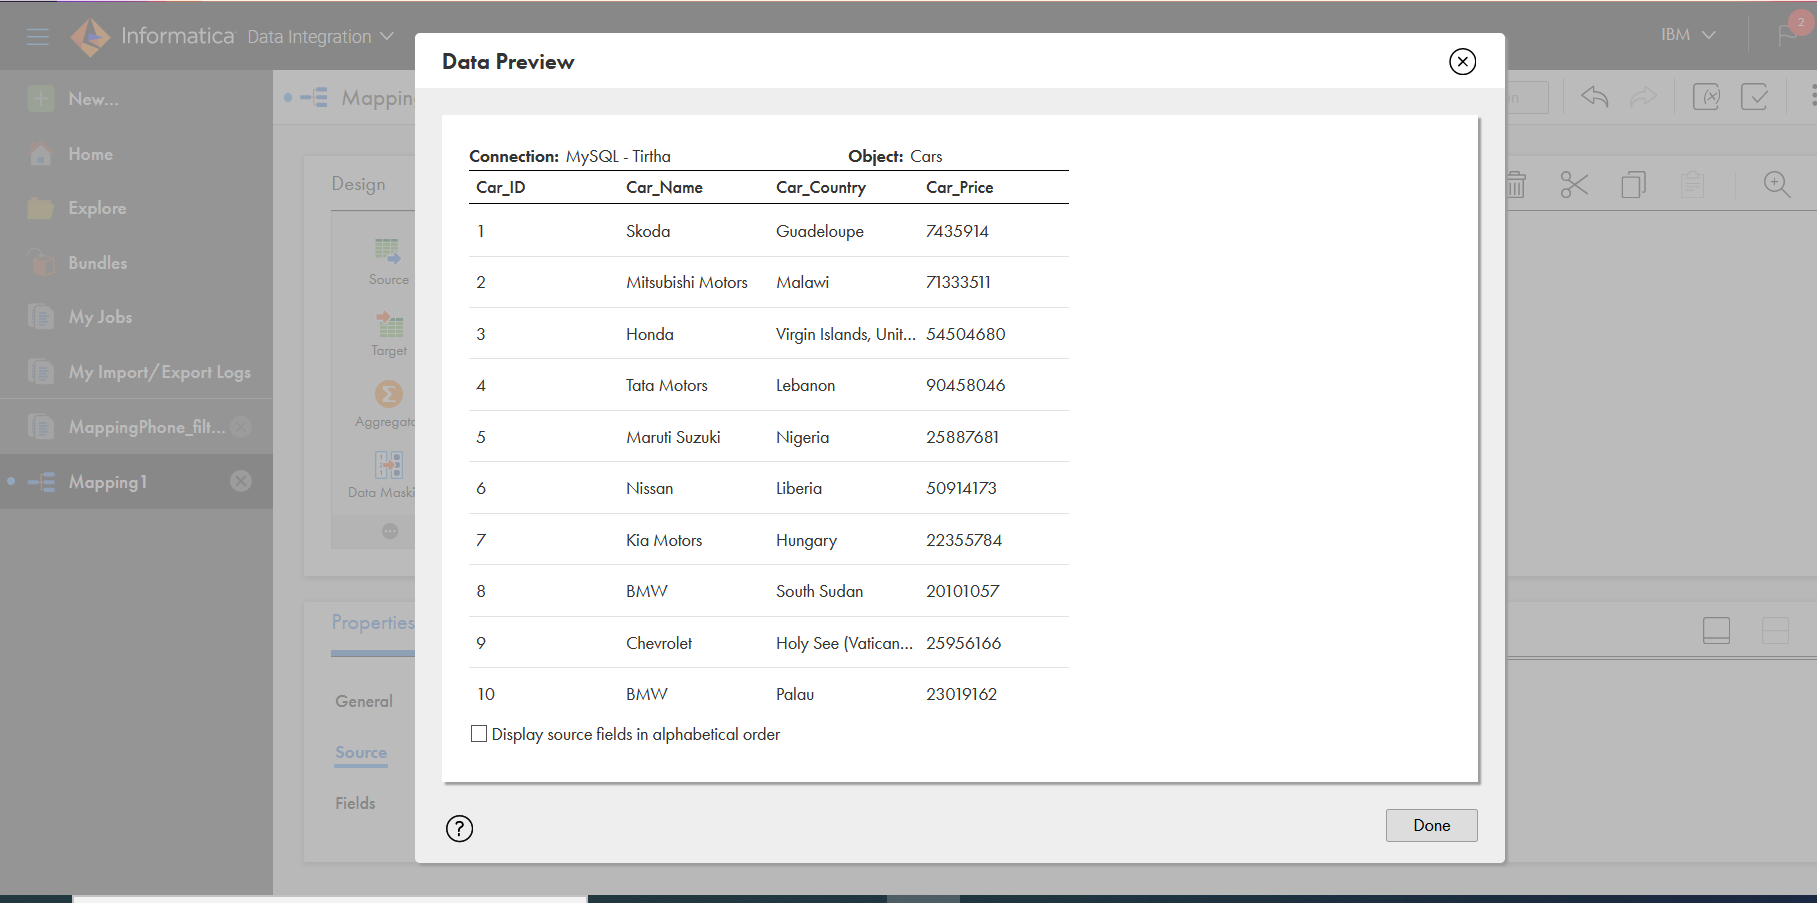 Informatica Data Integration
IBM
2
New...
Home
Explore
Bundles
My Jobs
My Import/Export Logs
MappingPhone_filt...
Mapping1
Mapping
Design
Source
Target
Aggregato
Data Maski
Properties
General
Source
Fields
Data Preview
Connection: MySQL - Tirtha Object: Cars
Car_ID Car_Name Car_Country Car_Price
1 Skoda Guadeloupe 7435914
2 Mitsubishi Motors Malawi 71333511
3 Honda Virgin Islands, Unit... 54504680
4 Tata Motors Lebanon 90458046
5 Maruti Suzuki Nigeria 25887681
6 Nissan Liberia 50914173
7 Kia Motors Hungary 22355784
8 BMW South Sudan 20101057
9 Chevrolet Holy See (Vatican... 25956166
10 BMW Palau 23019162
Display source fields in alphabetical order
?
Done